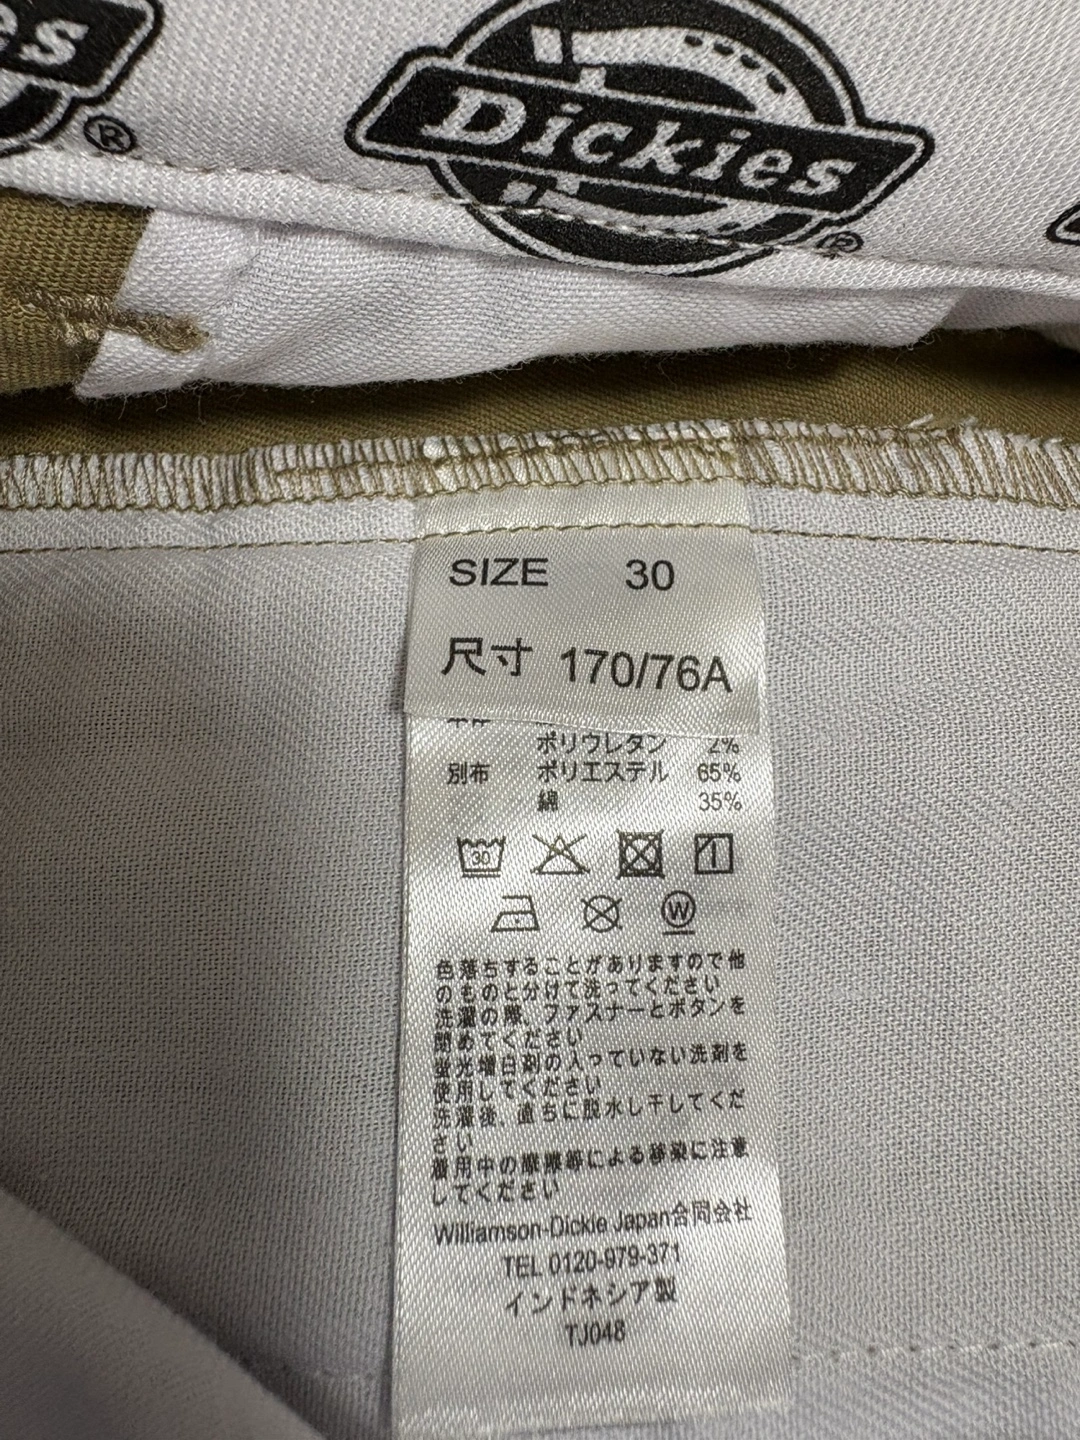 es
®
Dickies
®
SIZE 30
尺寸 170/76A
本体
ポリウレタン 2%
別布 ポリエステル 65%
綿 35%
30
W
色落ちすることがありますので他
のものと分けて洗ってください
洗濯の際、ファスナーとボタンを
閉めてください
蛍光増白剤の入っていない洗剤を
使用してください
洗濯後、直ちに脱水し干してくだ
さい
着用中の摩擦等による移染に注意
してください
Williamson-Dickie Japan合同会社
TEL 0120-979-371
インドネシア製
TJ048